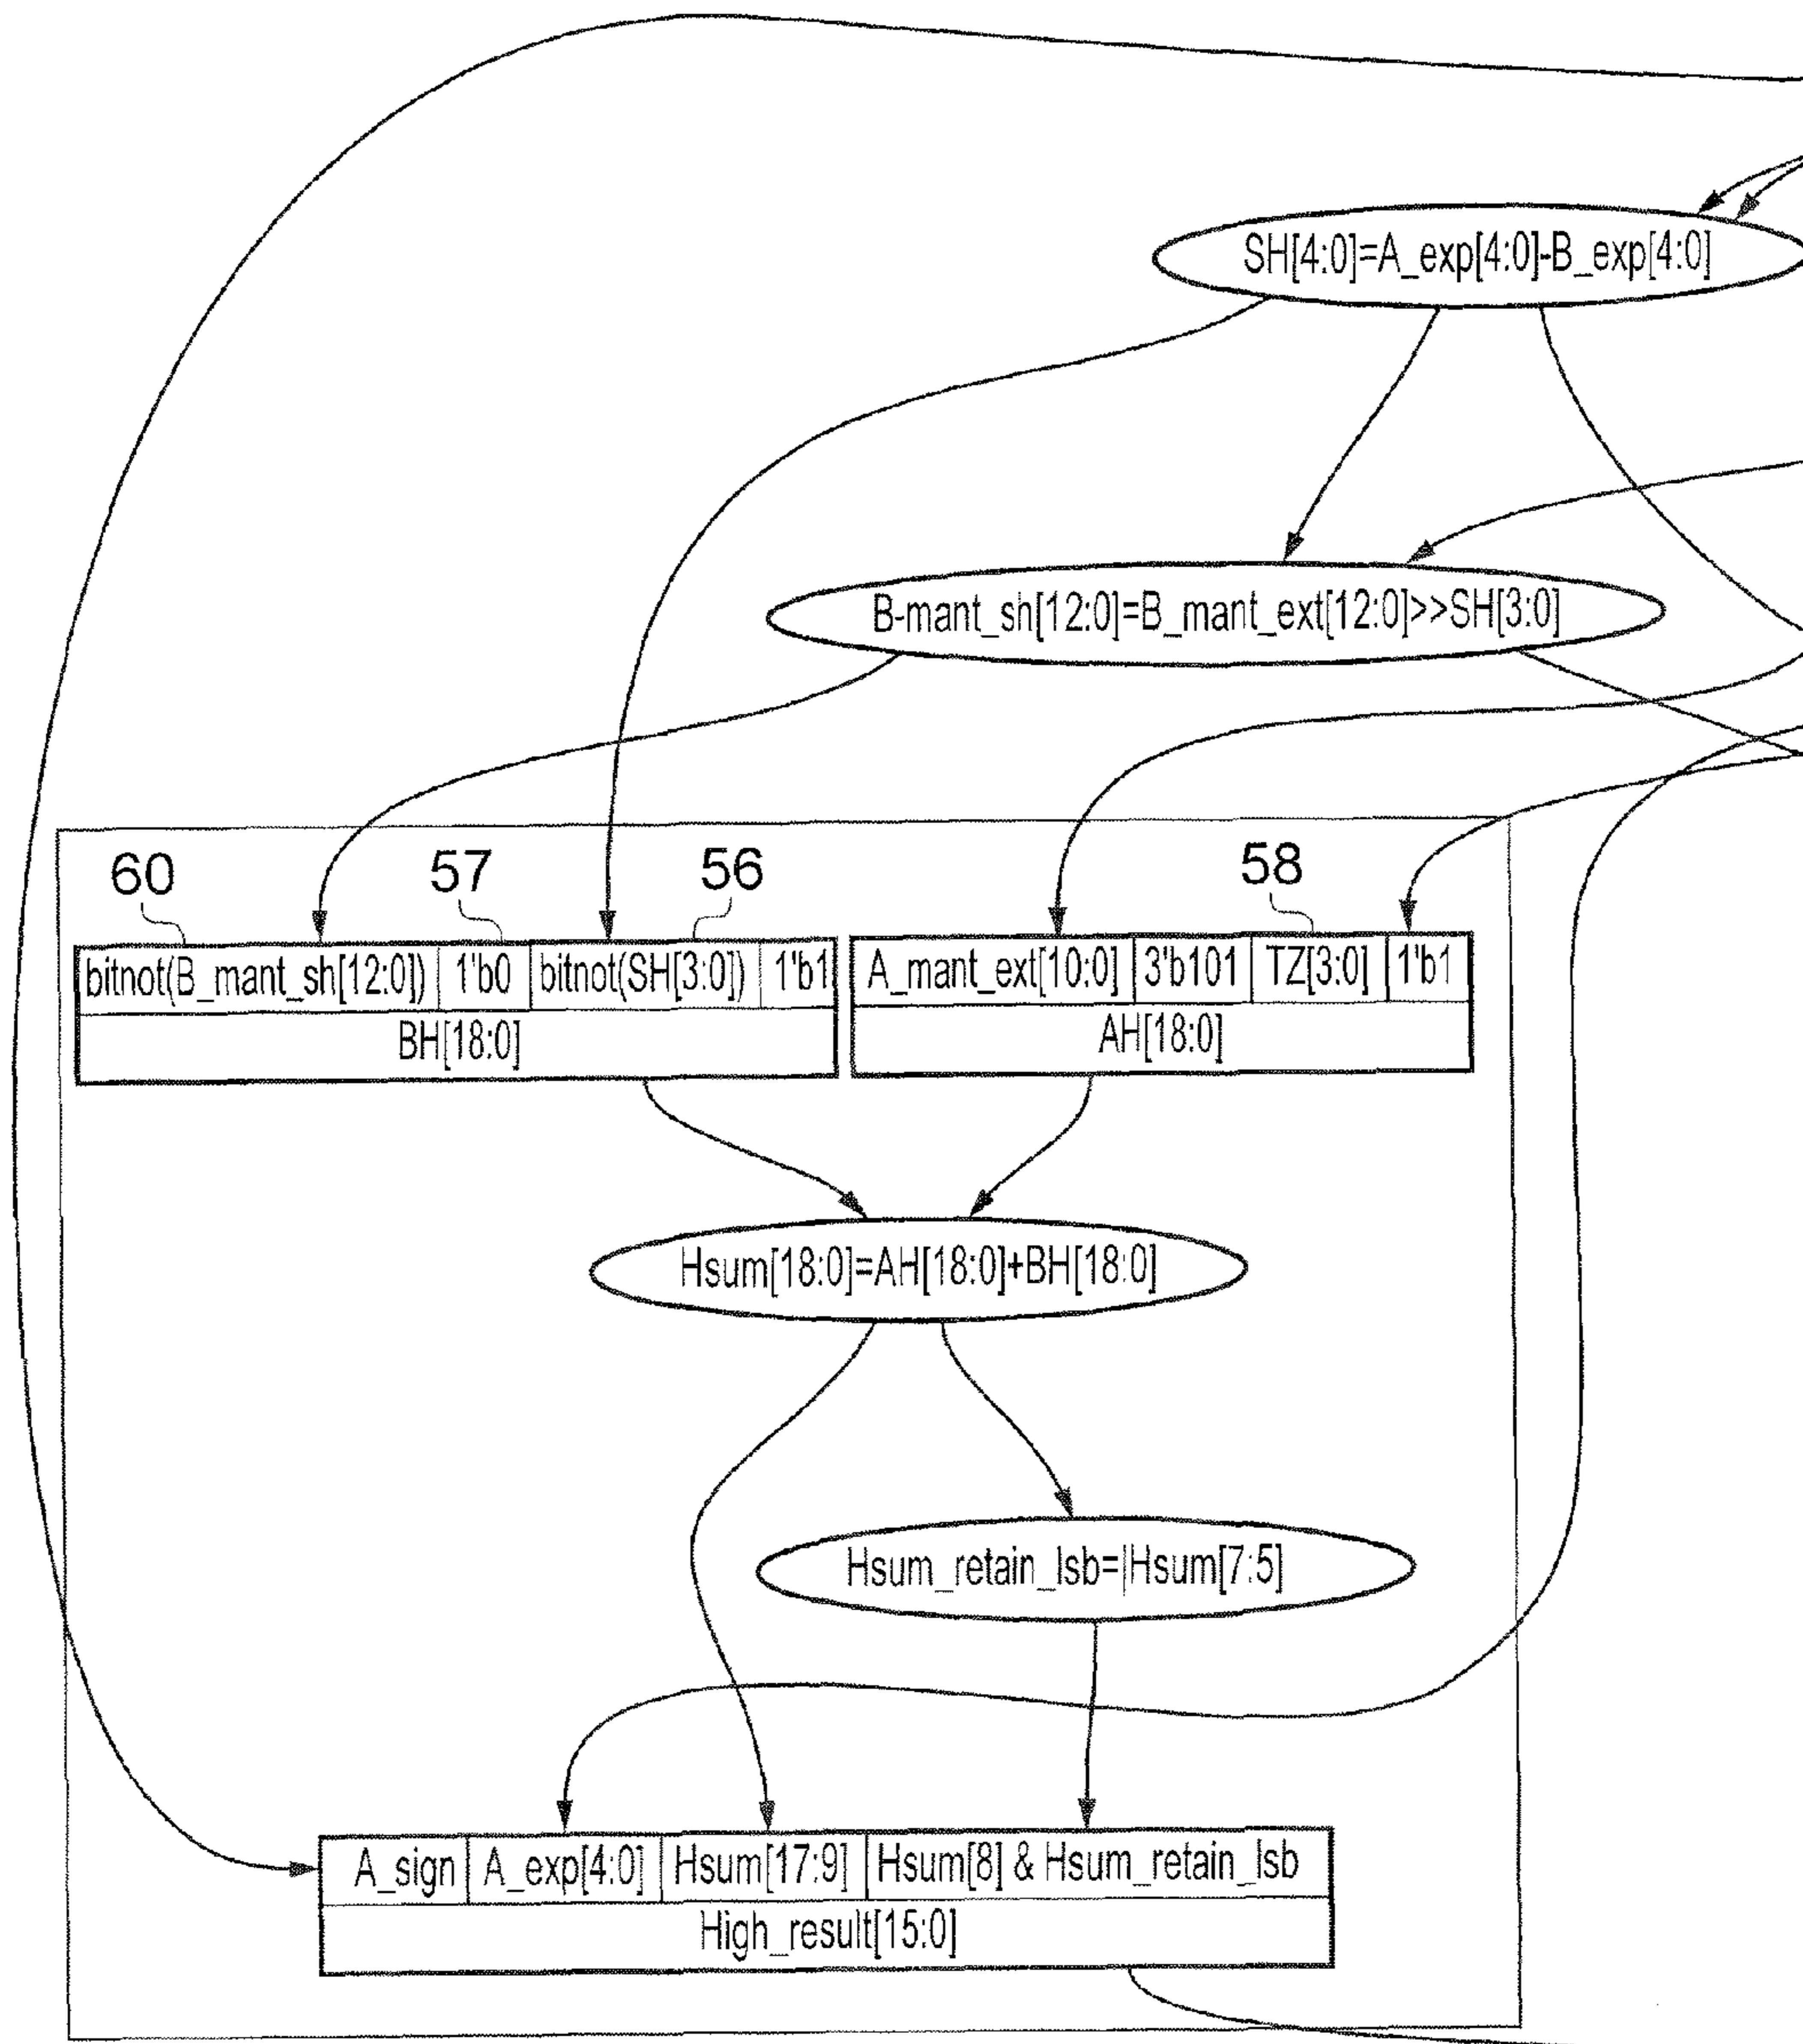 SH[4:0]=A_exp[4:0]-B_exp[4:0]
B-mant_sh[12:0]=B_mant_ext[12:0]>>SH[3:0]
60 57 56 58
bitnot(B_mant_sh[12:0]) 1'b0 bitnot(SH[3:0]) 1'b1 A_mant_ext[10:0] 3'b101 TZ[3:0] 1'b1
BH[18:0] AH[18:0]
Hsum[18:0]=AH[18:0]+BH[18:0]
Hsum_retain_lsb=|Hsum[7:5]
A_sign A_exp[4:0] Hsum[17:9] Hsum[8] & Hsum_retain_lsb
High_result[15:0]